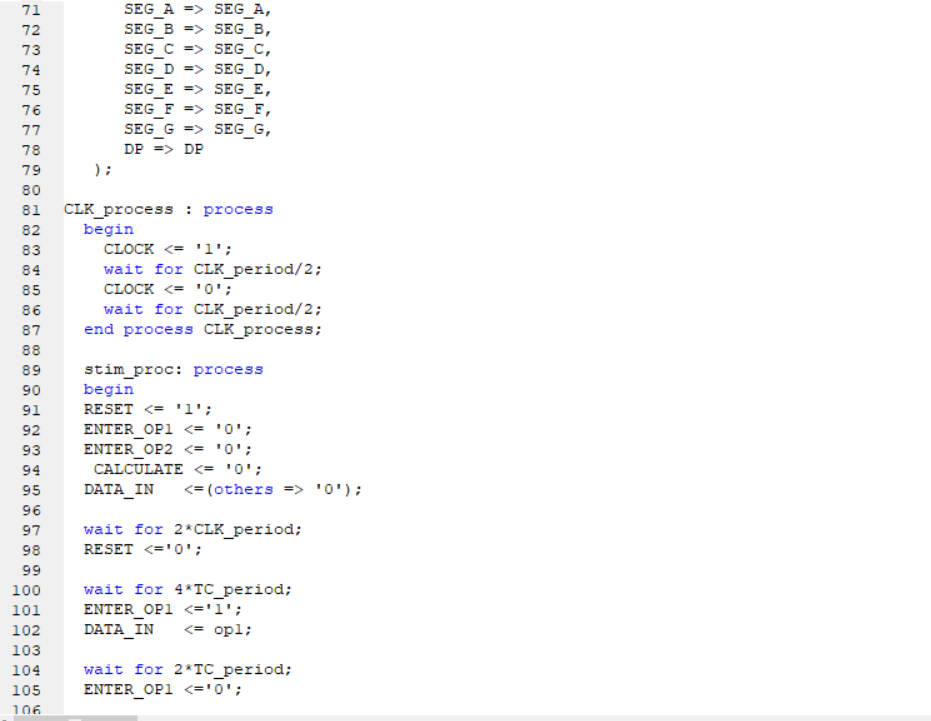 71 SEG_A => SEG_A,
72 SEG_B => SEG_B,
73 SEG_C => SEG_C,
74 SEG_D => SEG_D,
75 SEG_E => SEG_E,
76 SEG_F => SEG_F,
77 SEG_G => SEG_G,
78 DP => DP
79 );
80
81 CLK_process : process
82 begin
83 CLOCK <= '1';
84 wait for CLK_period/2;
85 CLOCK <= '0';
86 wait for CLK_period/2;
87 end process CLK_process;
88
89 stim_proc: process
90 begin
91 RESET <= '1';
92 ENTER_OP1 <= '0';
93 ENTER_OP2 <= '0';
94 CALCULATE <= '0';
95 DATA_IN <=(others => '0');
96
97 wait for 2*CLK_period;
98 RESET <='0';
99
100 wait for 4*TC_period;
101 ENTER_OP1 <='1';
102 DATA_IN <= op1;
103
104 wait for 2*TC_period;
105 ENTER_OP1 <='0';
106